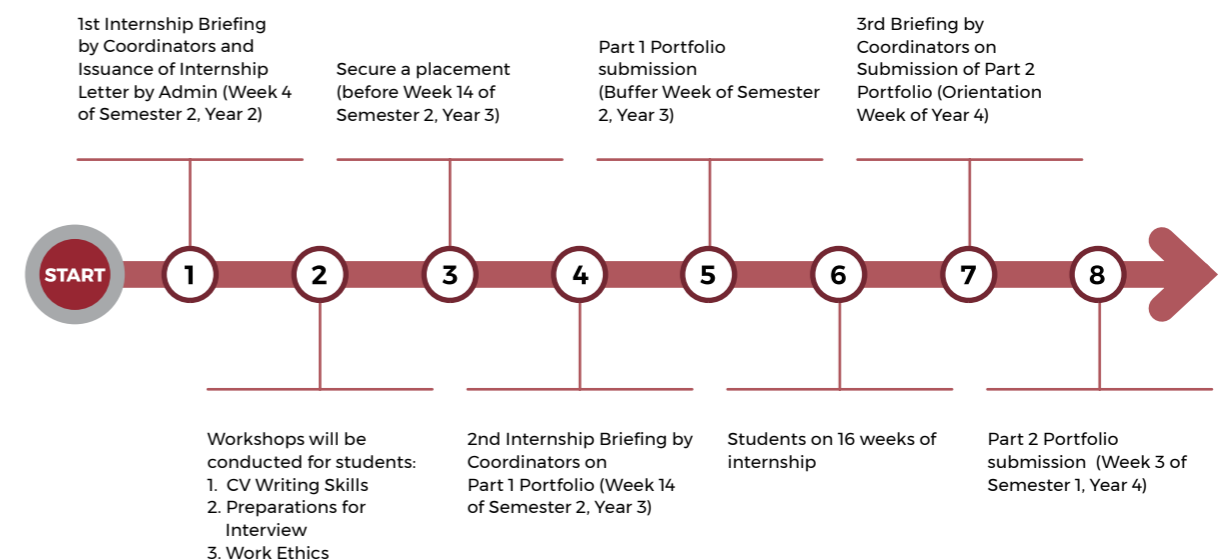 1st Internship Briefing
by Coordinators and
Issuance of Internship
Letter by Admin (Week 4
of Semester 2, Year 2)
Secure a placement
(before Week 14 of
Semester 2, Year 3)
Part 1 Portfolio
submission
(Buffer Week of Semester
2, Year 3)
3rd Briefing by
Coordinators on
Submission of Part 2
Portfolio (Orientation
Week of Year 4)
START
1
2
3
4
5
6
7
8
Workshops will be
conducted for students:
1. CV Writing Skills
2. Preparations for
Interview
3. Work Ethics
2nd Internship Briefing by
Coordinators on
Part 1 Portfolio (Week 14
of Semester 2, Year 3)
Students on 16 weeks of
internship
Part 2 Portfolio
submission (Week 3 of
Semester 1, Year 4)